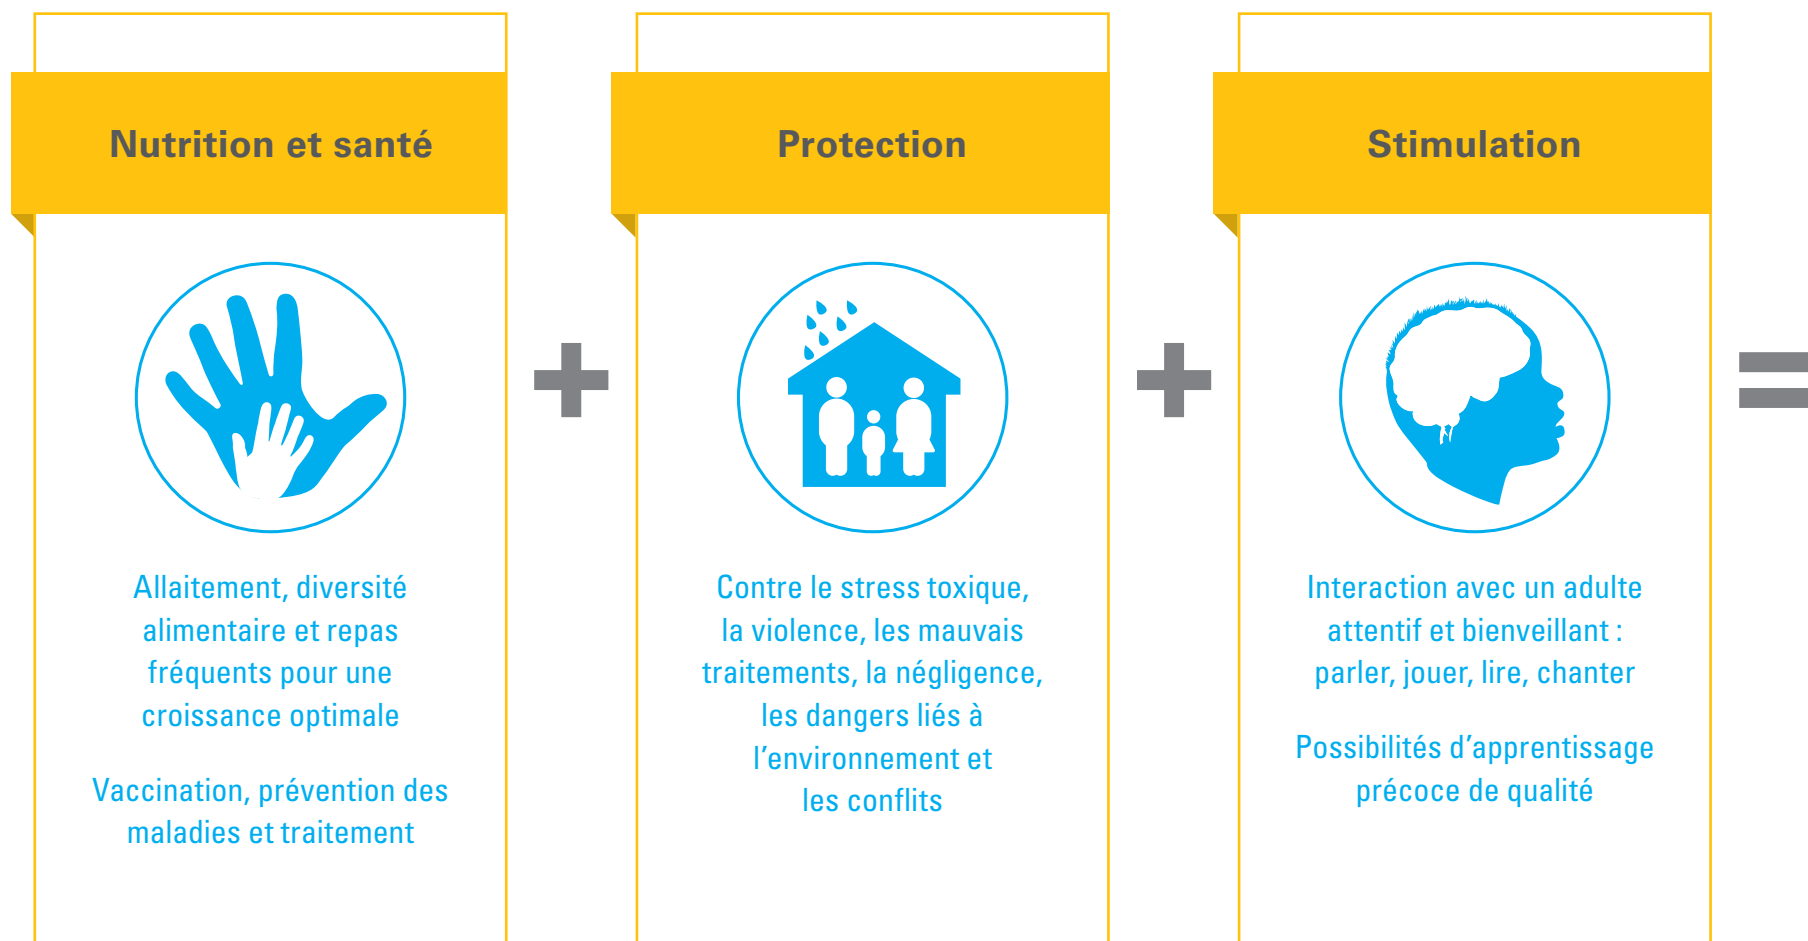 Nutrition et santé
Allaitement, diversité
alimentaire et repas
fréquents pour une
croissance optimale
Vaccination, prévention des
maladies et traitement
+
Protection
Contre le stress toxique,
la violence, les mauvais
traitements, la négligence,
les dangers liés à
l’environnement et
les conflits
+
Stimulation
Interaction avec un adulte
attentif et bienveillant :
parler, jouer, lire, chanter
Possibilités d’apprentissage
précoce de qualité
=